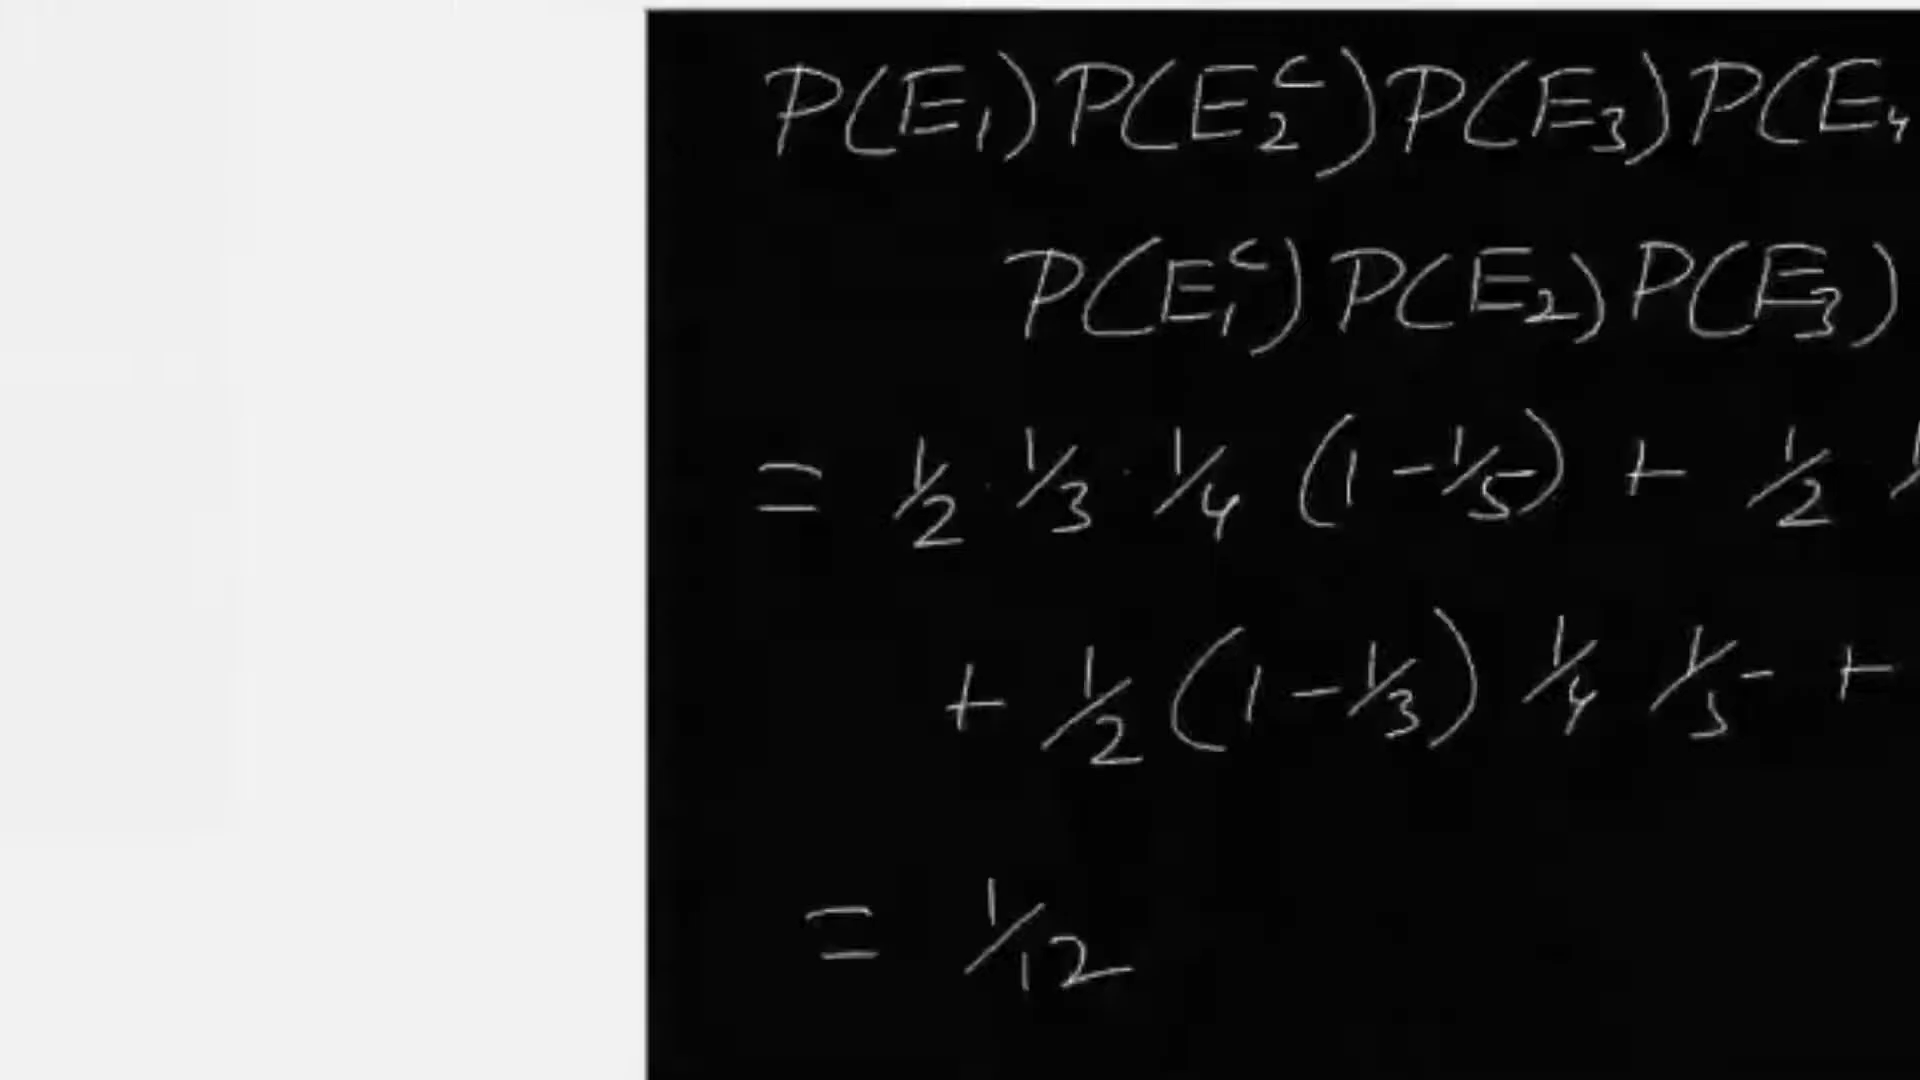 P(E₁)P(E₂ᶜ)P(E₃)P(E₄
P(E₁ᶜ)P(E₂)P(E₃)
= 1/2 · 1/3 · 1/4 (1 - 1/5) + 1/2
+ 1/2 (1 - 1/3) 1/4 1/5 +
= 1/12